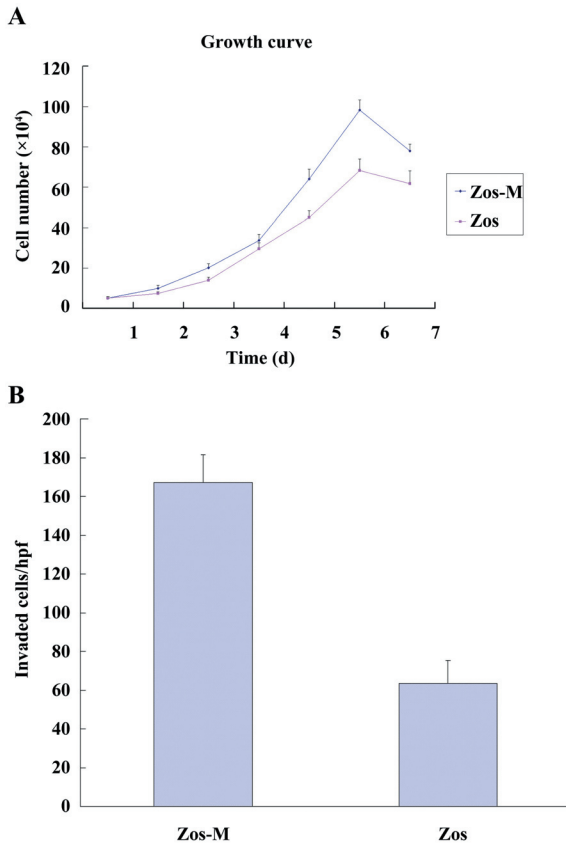 A
Growth curve
120
100
80
60
40
20
0
Cell number (×10⁴)
1 2 3 4 5 6 7
Time (d)
Zos-M
Zos
B
200
180
160
140
120
100
80
60
40
20
0
Invaded cells/hpf
Zos-M Zos